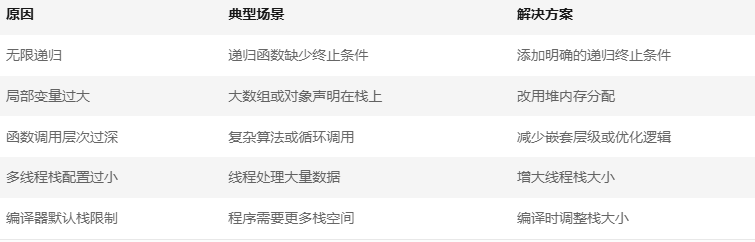 原因 典型场景 解决方案
无限递归 递归函数缺少终止条件 添加明确的递归终止条件
局部变量过大 大数组或对象声明在栈上 改用堆内存分配
函数调用层次过深 复杂算法或循环调用 减少嵌套层级或优化逻辑
多线程栈配置过小 线程处理大量数据 增大线程栈大小
编译器默认栈限制 程序需要更多栈空间 编译时调整栈大小